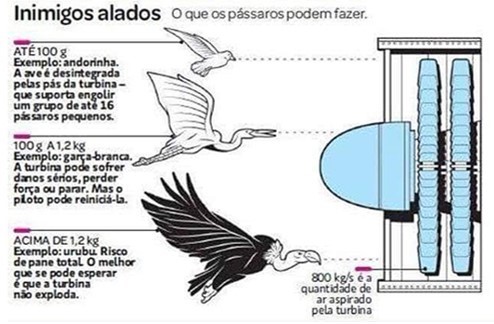 Inimigos alados O que os pássaros podem fazer.
ATÉ 100 g
Exemplo: andorinha.
A ave é desintegrada
pelas pás da turbina –
que suporta engolir
um grupo de até 16
pássaros pequenos.
100 g A 1,2 kg
Exemplo: garça-branca.
A turbina pode sofrer
danos sérios, perder
força ou parar. Mas o
piloto pode reiniciá-la.
ACIMA DE 1,2 kg
Exemplo: urubu. Risco
de pane total. O melhor
que se pode esperar
é que a turbina
não exploda.
800 kg/s é a
quantidade de
ar aspirado
pela turbina